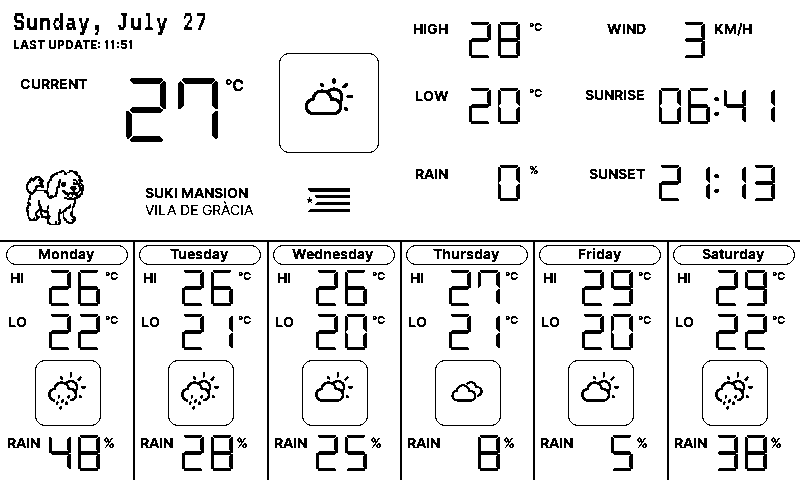 Sunday, July 27
LAST UPDATE: 11:51
CURRENT 27 °C
HIGH 28 °C
WIND 3 KM/H
LOW 20 °C
SUNRISE 06:41
RAIN 0 %
SUNSET 21:13
SUKI MANSION
VILA DE GRÀCIA
Monday
HI 26 °C
LO 22 °C
RAIN 48 %
Tuesday
HI 26 °C
LO 21 °C
RAIN 28 %
Wednesday
HI 26 °C
LO 20 °C
RAIN 25 %
Thursday
HI 27 °C
LO 21 °C
RAIN 8 %
Friday
HI 29 °C
LO 20 °C
RAIN 5 %
Saturday
HI 29 °C
LO 22 °C
RAIN 38 %